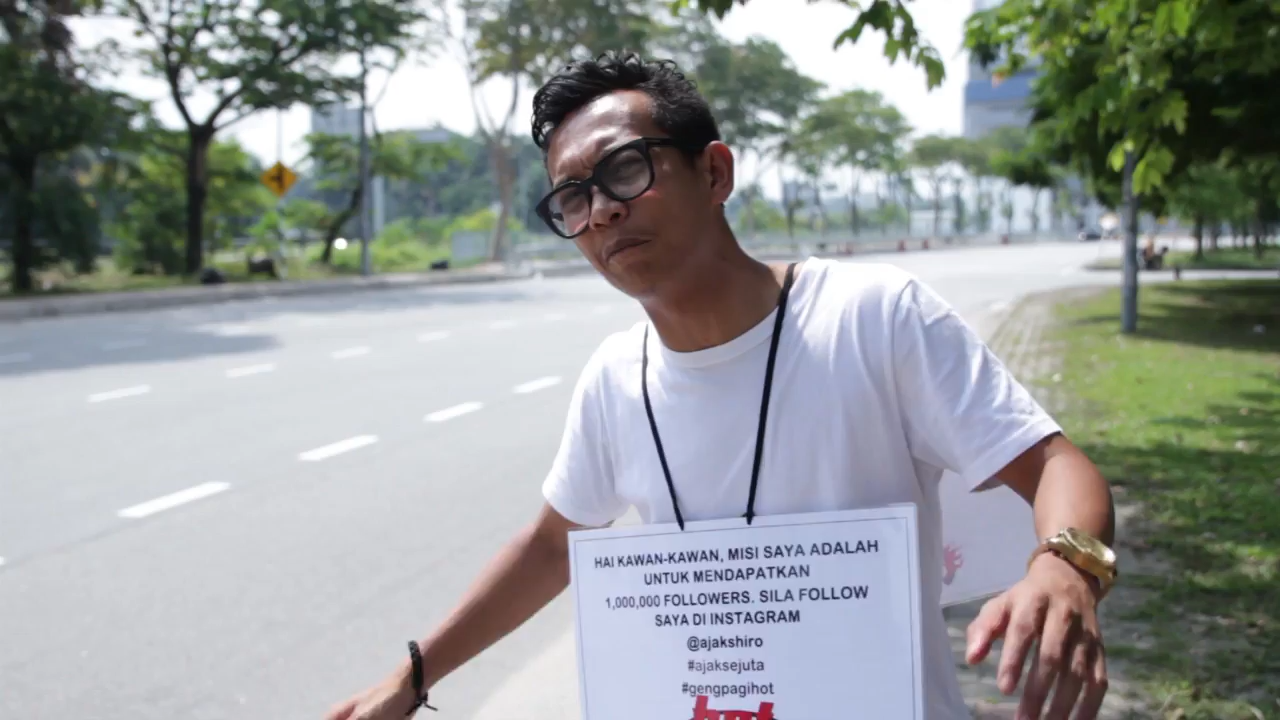 HAI KAWAN-KAWAN, MISI SAYA ADALAH
UNTUK MENDAPATKAN
1,000,000 FOLLOWERS. SILA FOLLOW
SAYA DI INSTAGRAM
@ajakshiro
#ajaksejuta
#gengpagihot
hot